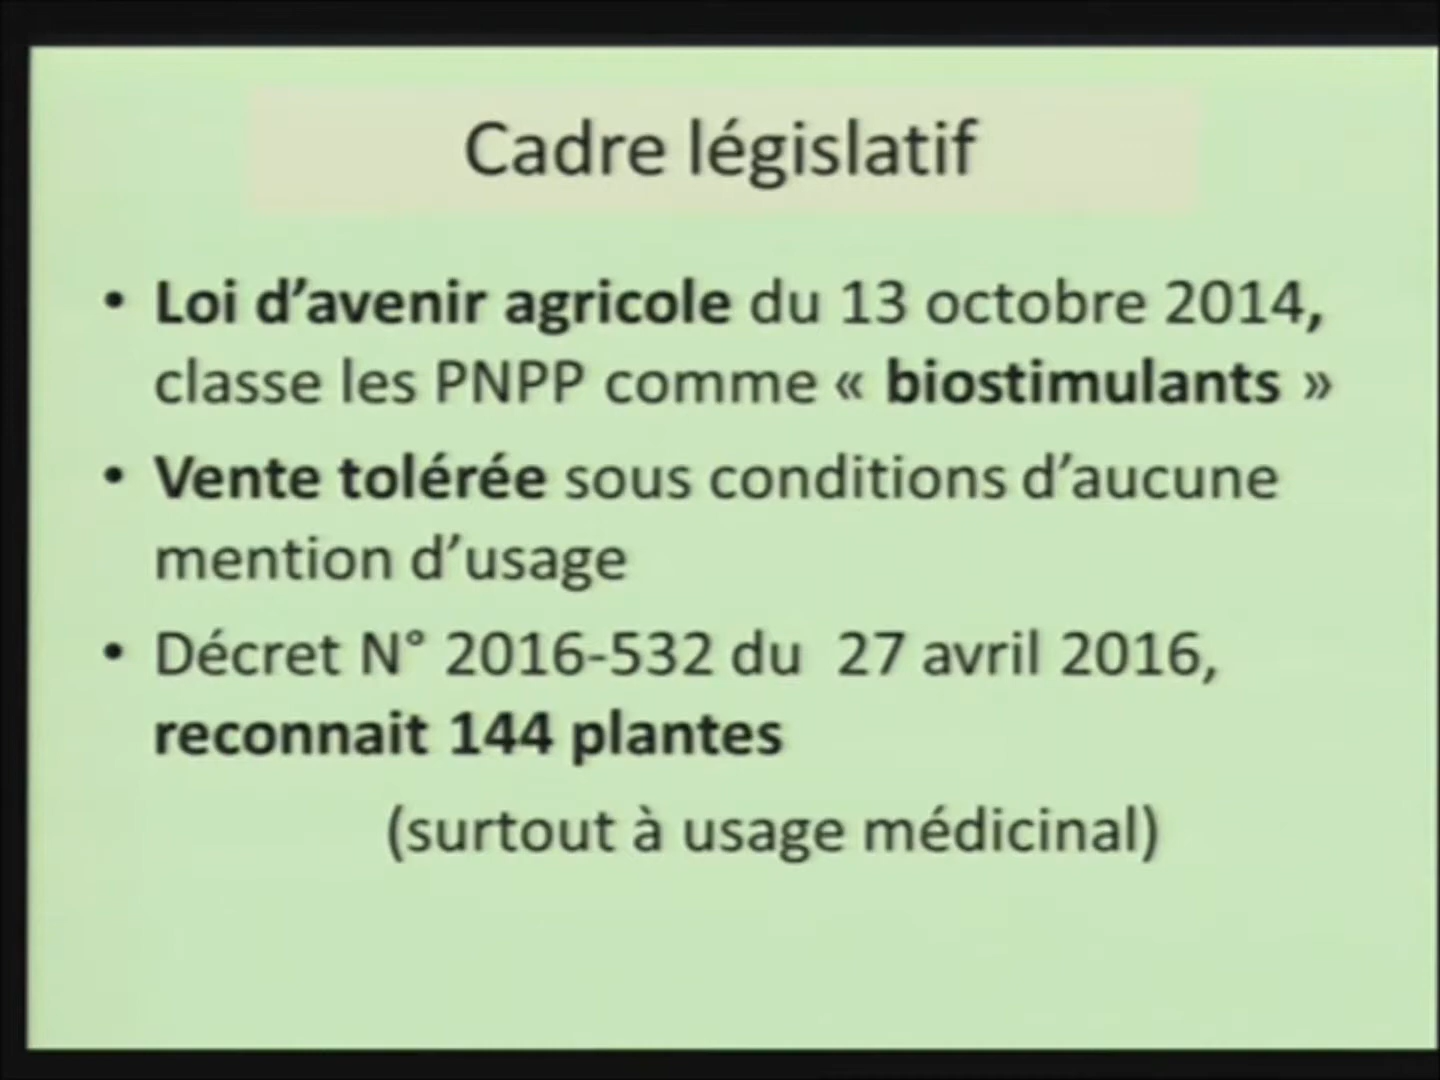 Cadre législatif
• Loi d’avenir agricole du 13 octobre 2014,
classe les PNPP comme « biostimulants »
• Vente tolérée sous conditions d’aucune
mention d’usage
• Décret N° 2016-532 du  27 avril 2016,
reconnait 144 plantes
(surtout à usage médicinal)